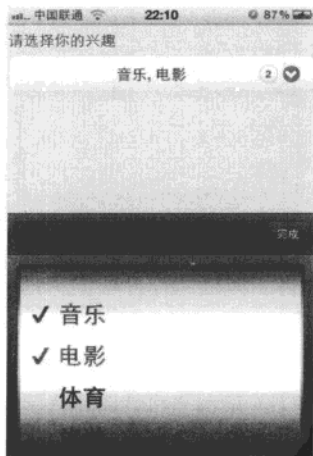 中国联通 22:10 87%
请选择你的兴趣
音乐, 电影 2
完成
✓ 音乐
✓ 电影
体育